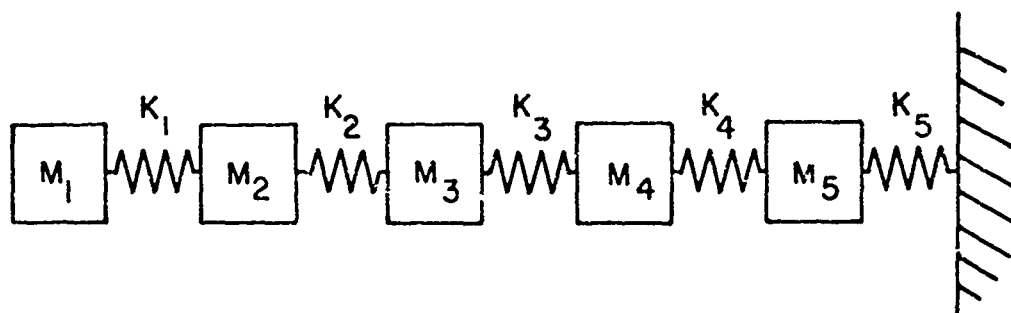 K₁ K₂ K₃ K₄ K₅
M₁ M₂ M₃ M₄ M₅